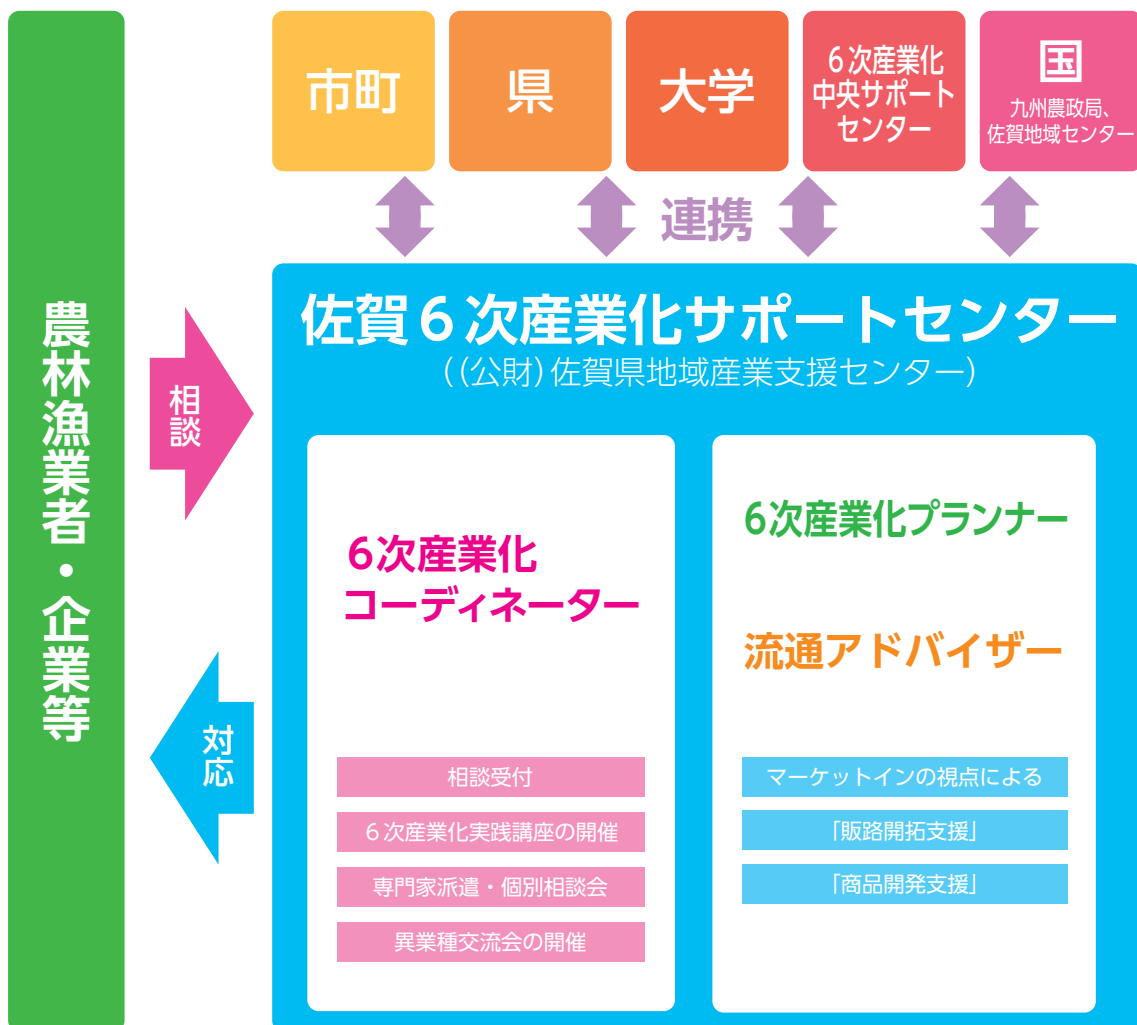 市町
県
大学
6次産業化
中央サポート
センター
国
九州農政局、
佐賀地域センター
連携
農林漁業者・企業等
相談
対応
佐賀6次産業化サポートセンター
((公財)佐賀県地域産業支援センター)
6次産業化
コーディネーター
相談受付
6次産業化実践講座の開催
専門家派遣・個別相談会
異業種交流会の開催
6次産業化プランナー
流通アドバイザー
マーケットインの視点による
「販路開拓支援」
「商品開発支援」